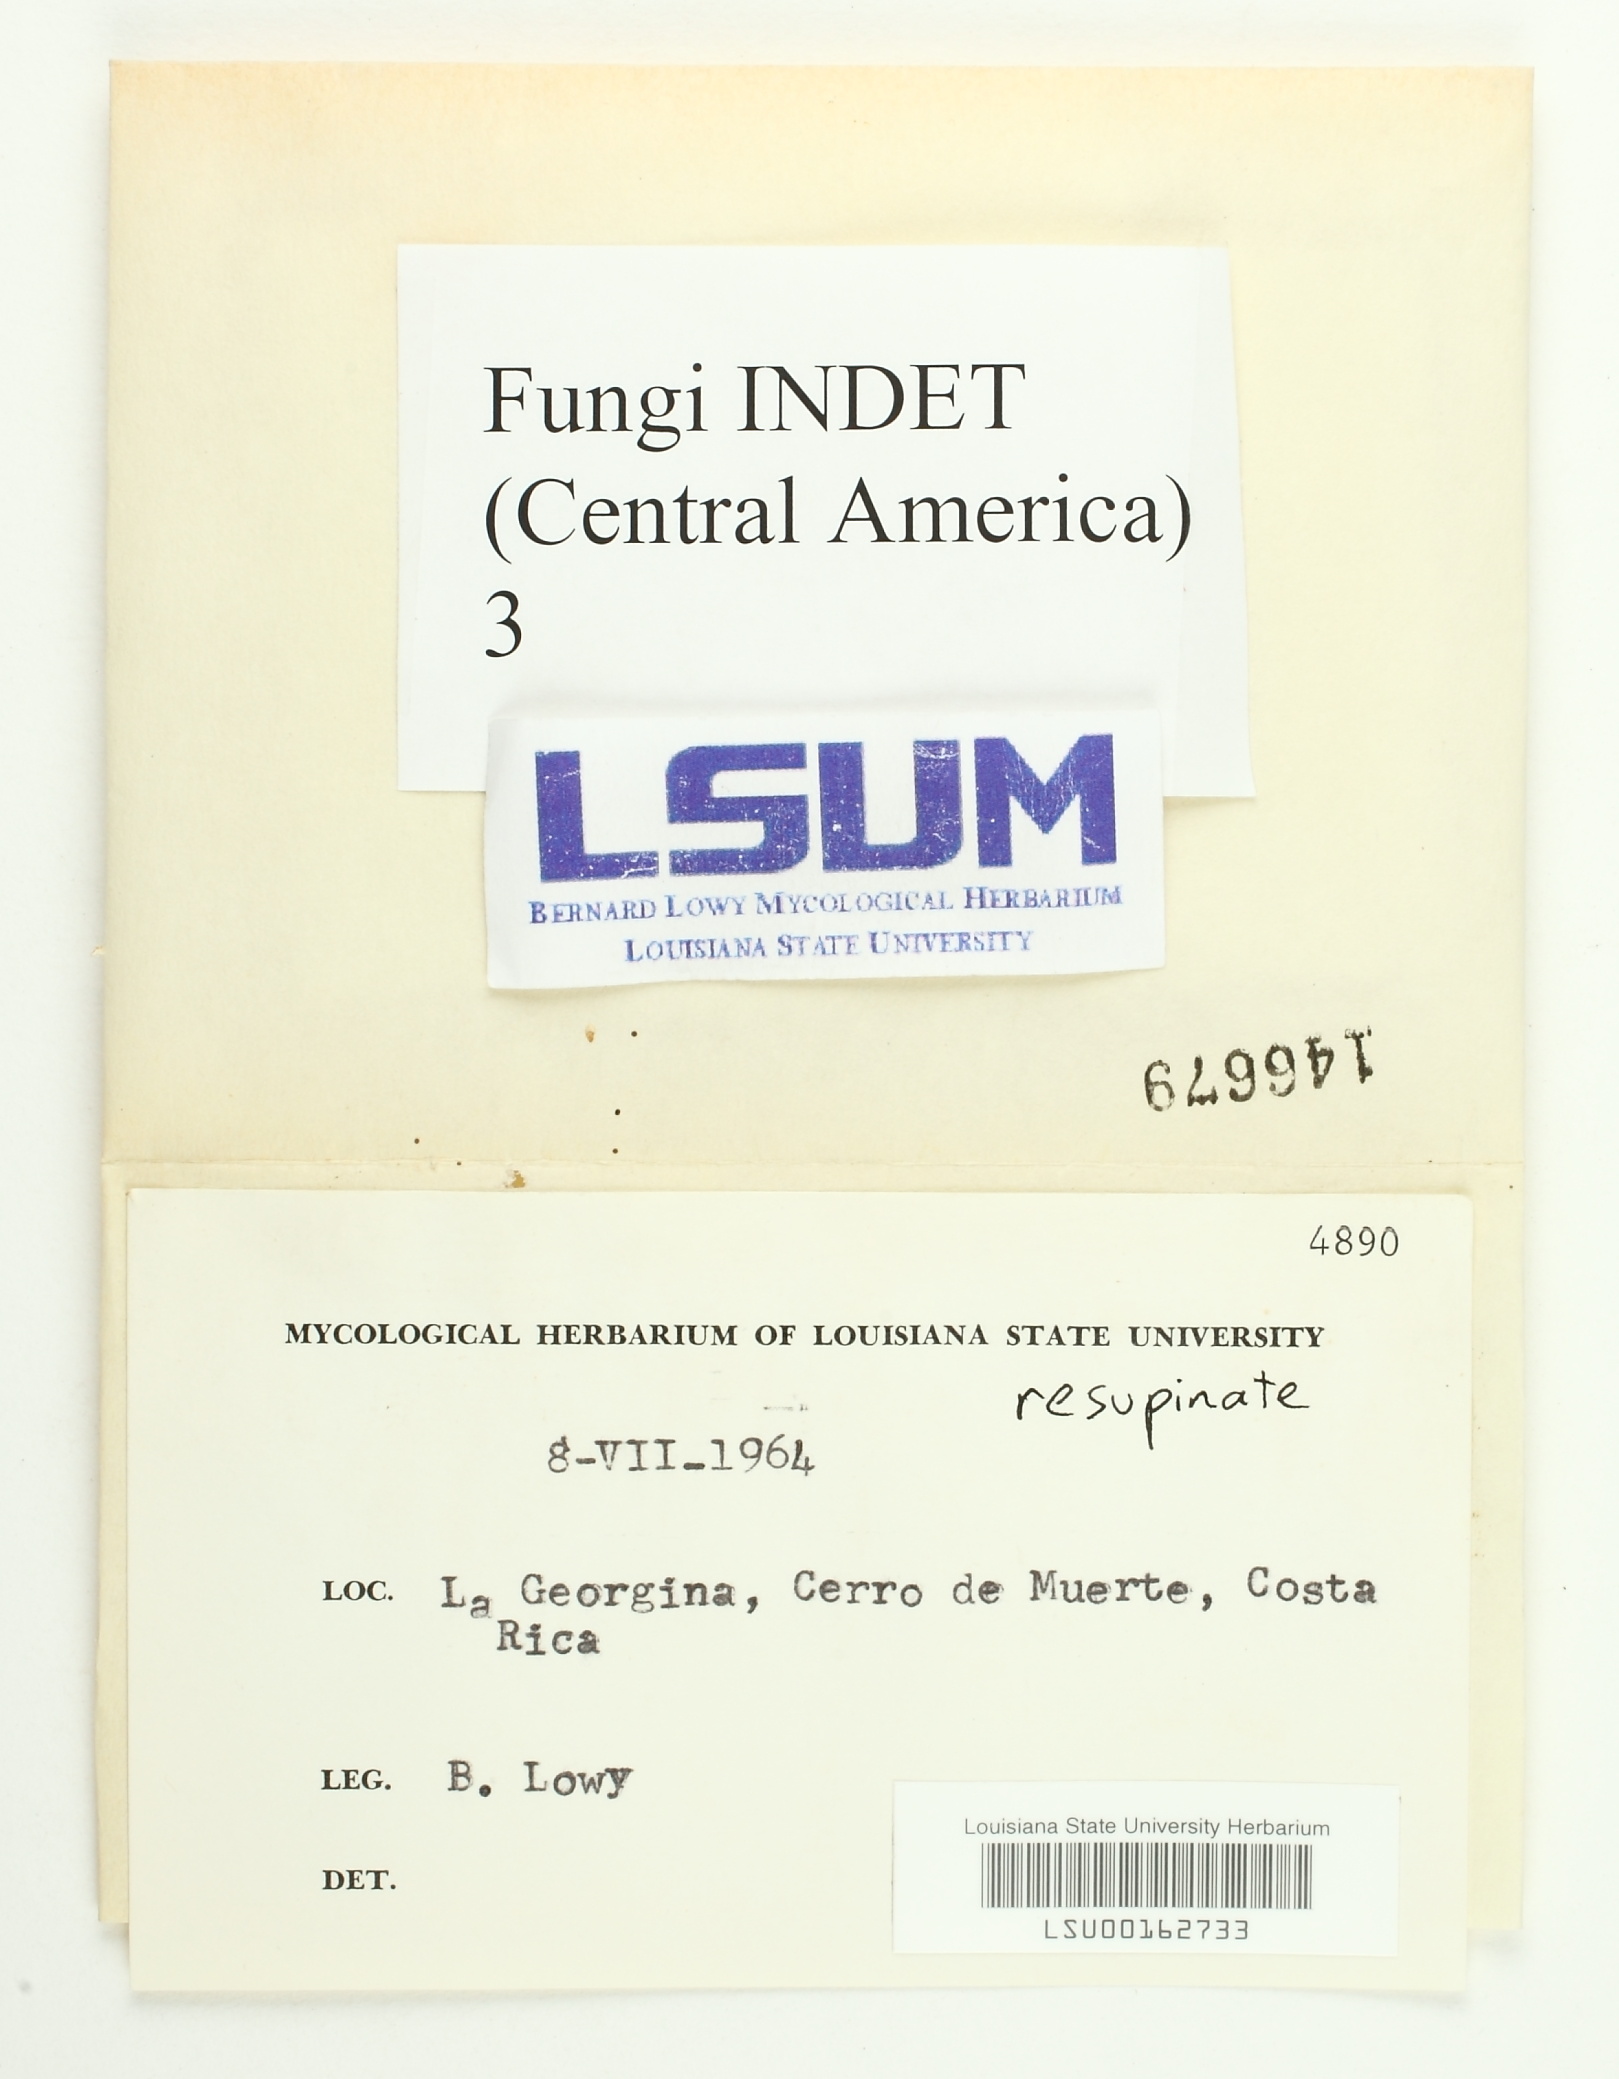 Fungi INDET
(Central America)
3
LSUM
BERNARD LOWY MYCOLOGICAL HERBARIUM
LOUISIANA STATE UNIVERSITY
146679
4890
MYCOLOGICAL HERBARIUM OF LOUISIANA STATE UNIVERSITY
resupinate
8-VII-1964
LOC. La Georgina, Cerro de Muerte, Costa
Rica
LEG. B. Lowy
Louisiana State University Herbarium
LSU00162733
DET.